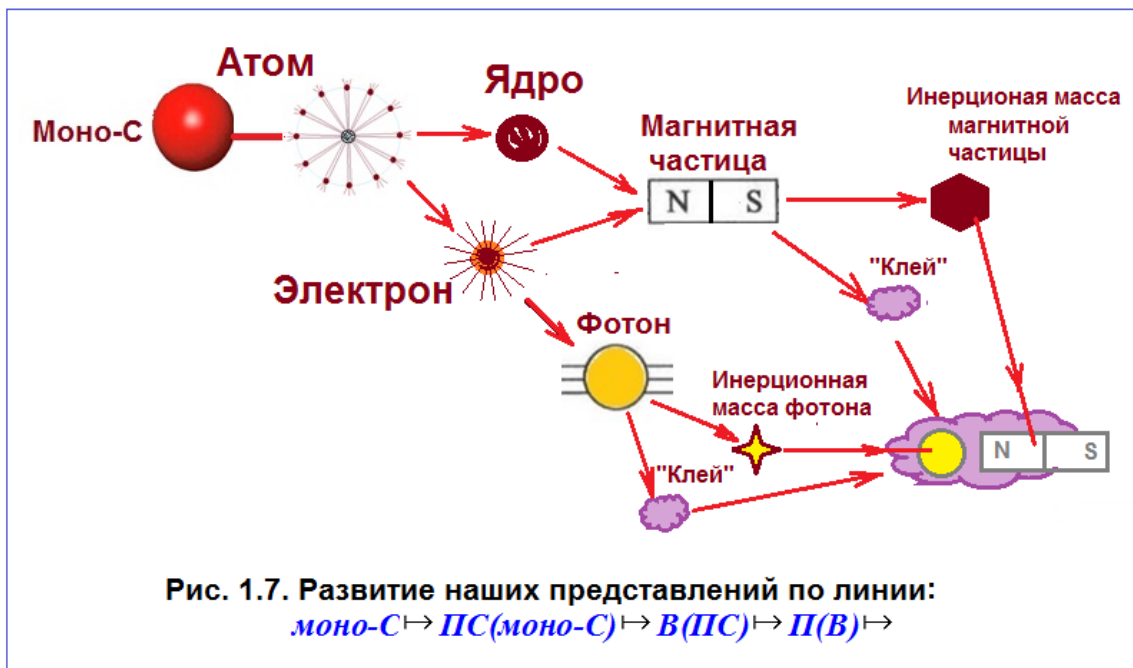 Атом
Моно-С
Ядро
Магнитная
частица
N S
Инерционая масса
магнитной
частицы
Электрон
"Клей"
Фотон
Инерционная
масса фотона
"Клей"
N S
Рис. 1.7. Развитие наших представлений по линии:
моно-С ↦ ПС(моно-С) ↦ В(ПС) ↦ П(В) ↦